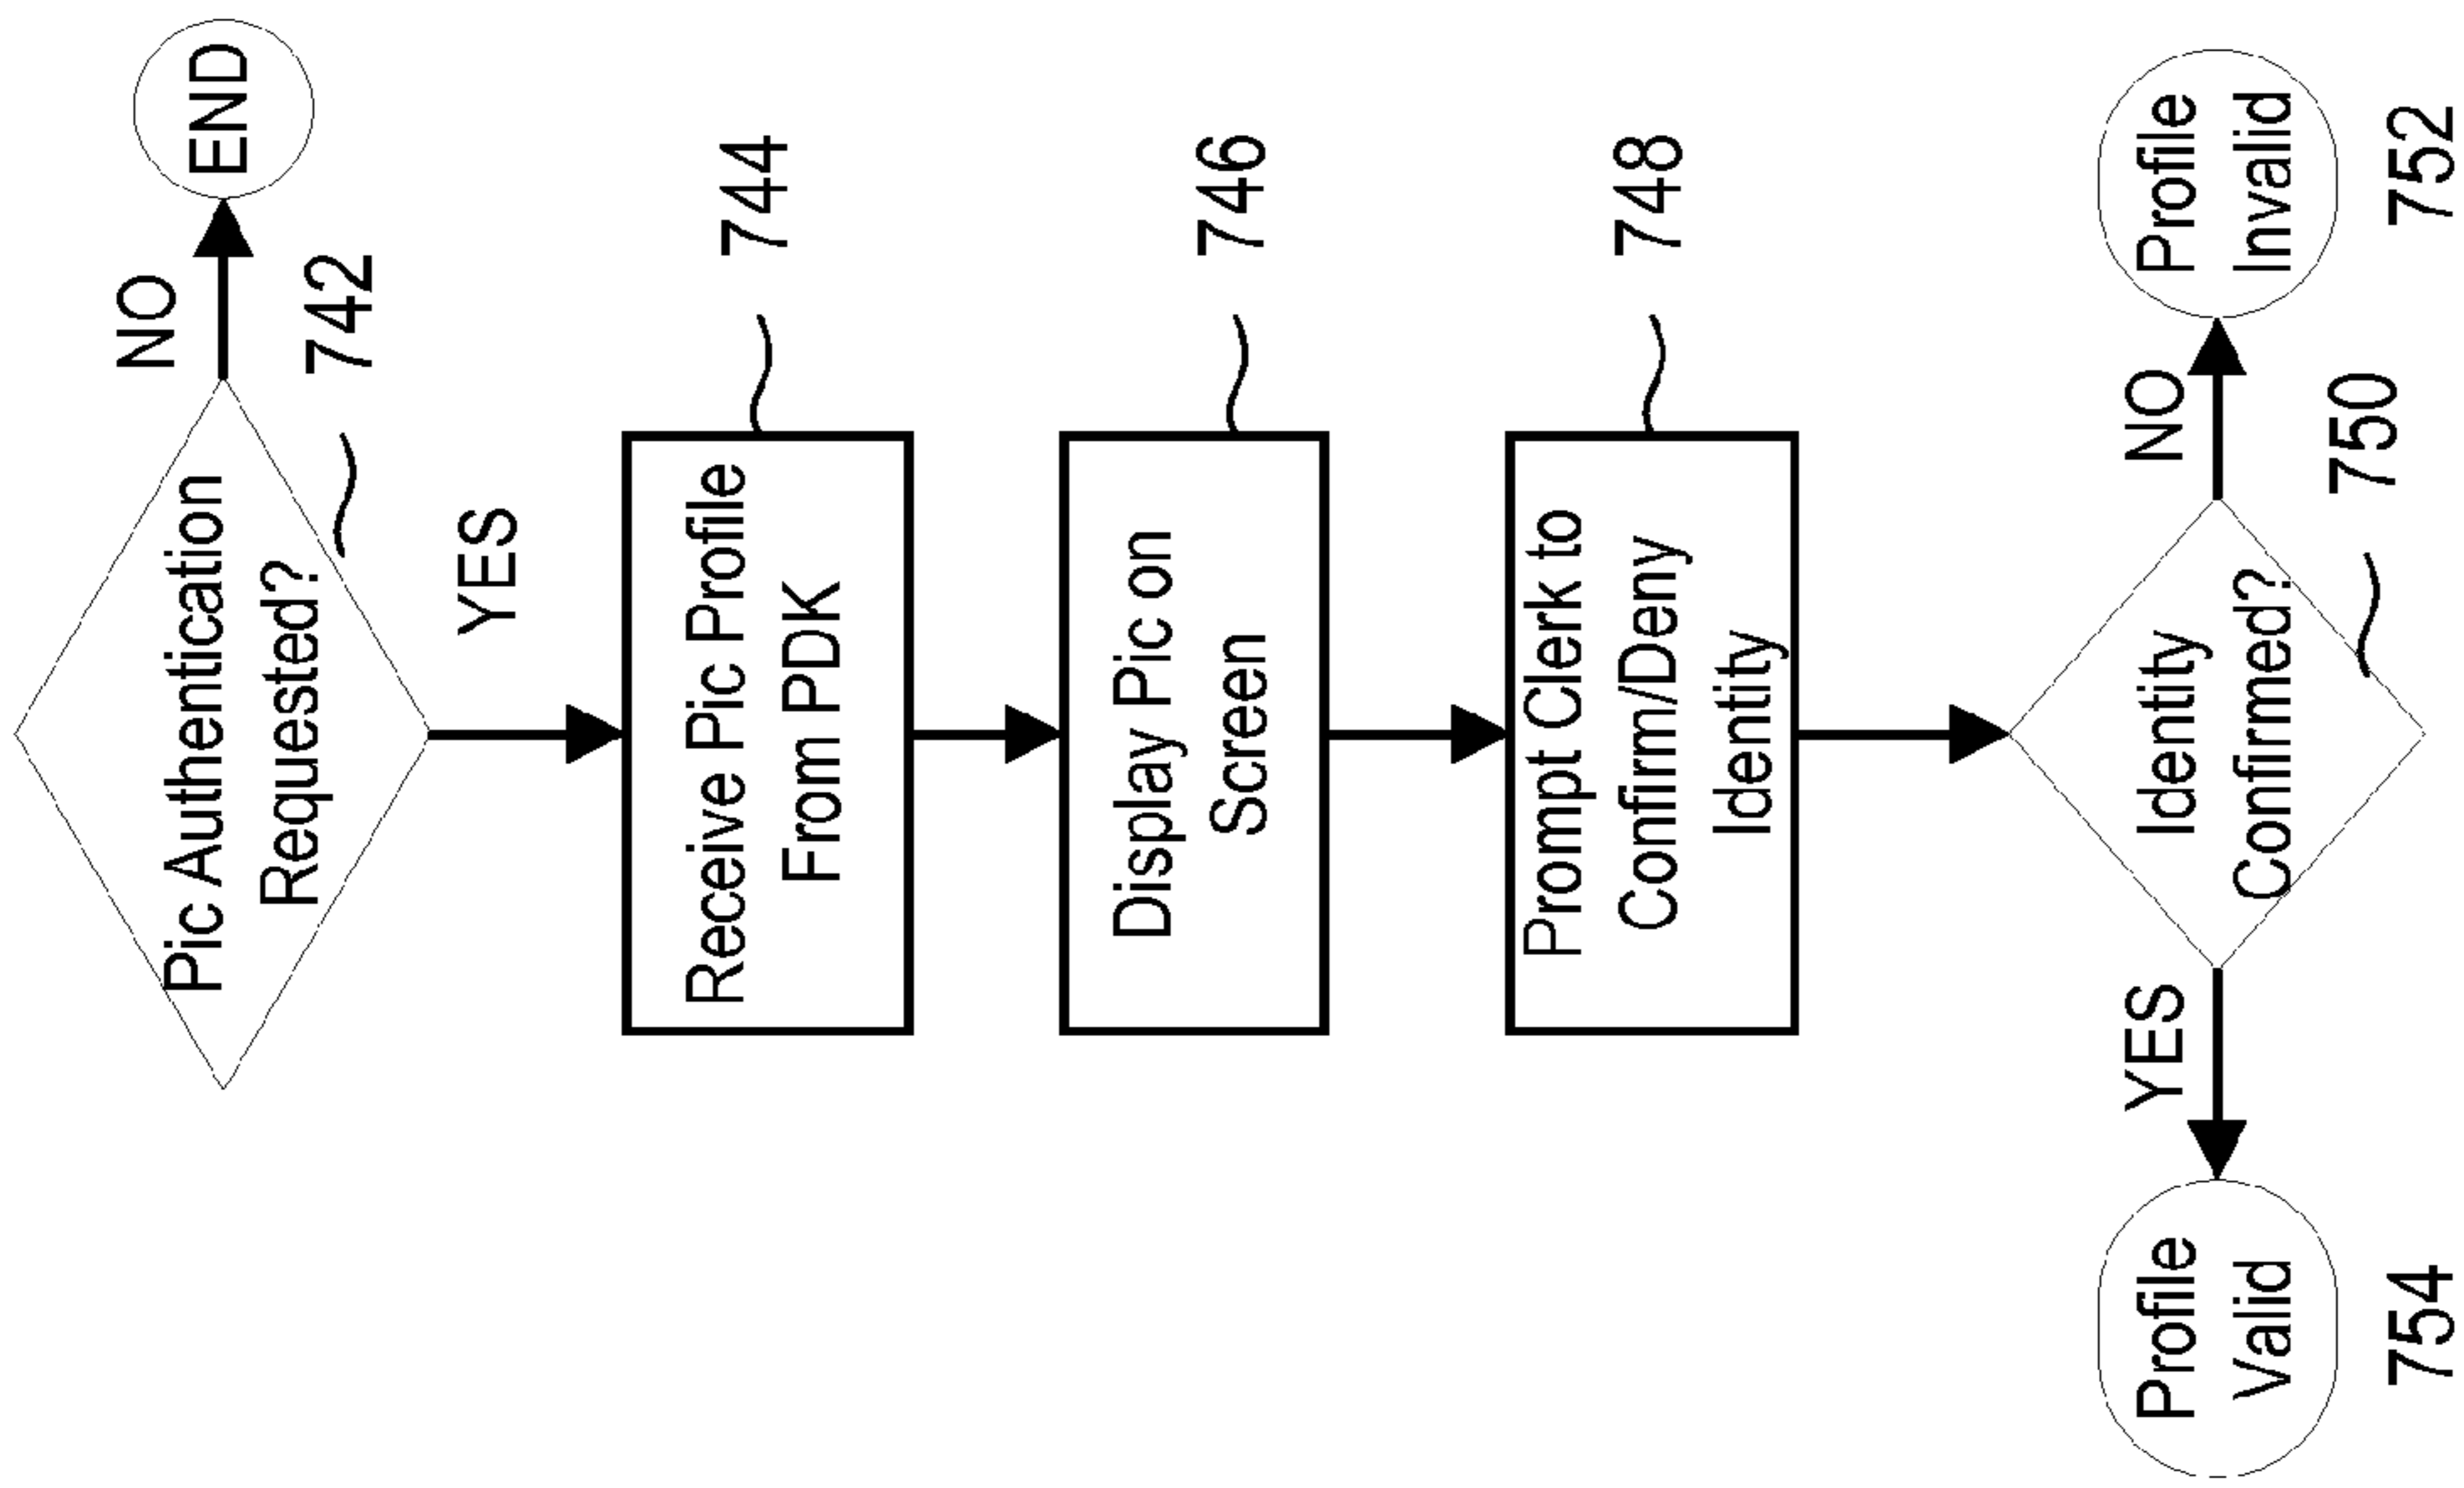 Pic Authentication
Requested?
742
NO
END
YES
Receive Pic Profile
From PDK
744
Display Pic on
Screen
746
Prompt Clerk to
Confirm/Deny
Identity
748
Identity
Confirmed?
750
YES
NO
Profile
Valid
754
Profile
Invalid
752